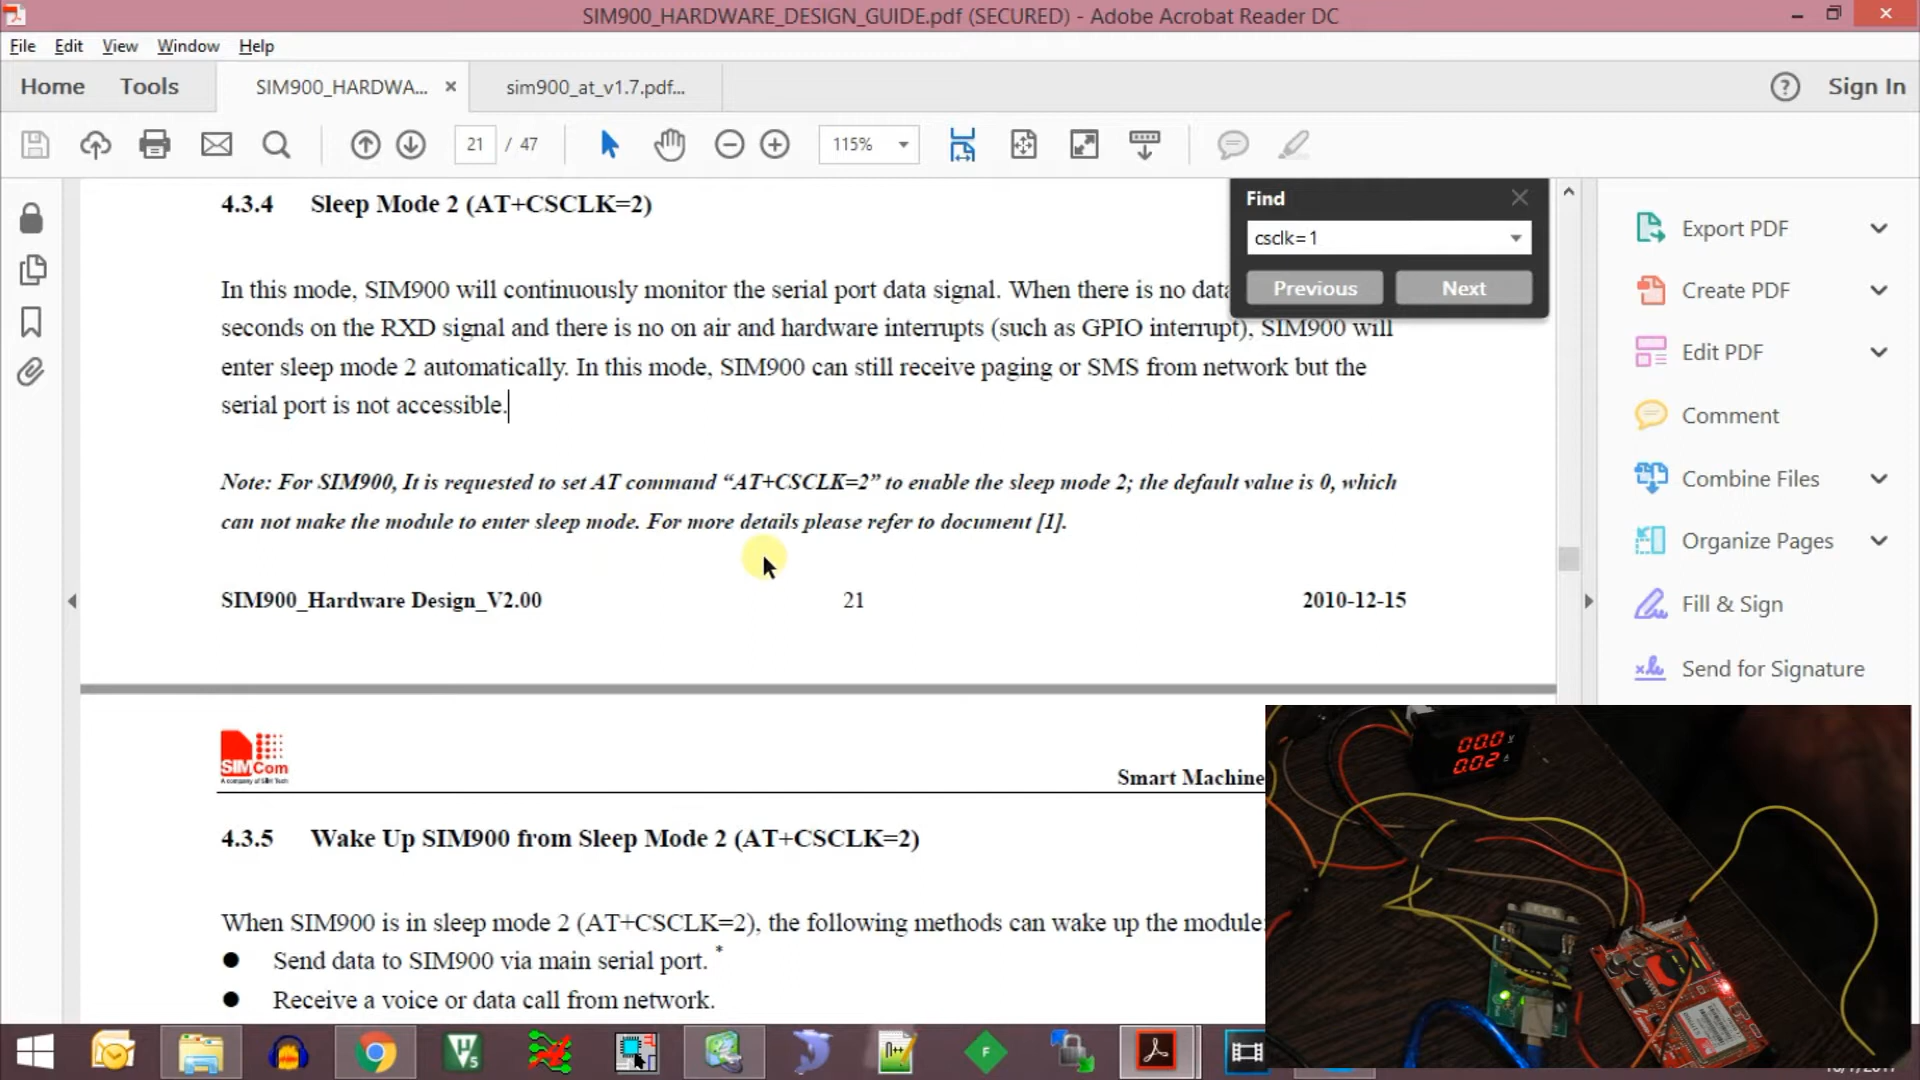 SIM900_HARDWARE_DESIGN_GUIDE.pdf (SECURED) - Adobe Acrobat Reader DC
File Edit View Window Help
Home Tools SIM900_HARDWA... × sim900_at_v1.7.pdf... ? Sign In
21 / 47 115%
4.3.4 Sleep Mode 2 (AT+CSCLK=2)
In this mode, SIM900 will continuously monitor the serial port data signal. When there is no data
seconds on the RXD signal and there is no on air and hardware interrupts (such as GPIO interrupt), SIM900 will
enter sleep mode 2 automatically. In this mode, SIM900 can still receive paging or SMS from network but the
serial port is not accessible.
Note: For SIM900, It is requested to set AT command “AT+CSCLK=2” to enable the sleep mode 2; the default value is 0, which
can not make the module to enter sleep mode. For more details please refer to document [1].
SIM900_Hardware Design_V2.00 21 2010-12-15
SIMCom
A company of SIM Tech
Smart Machine
4.3.5 Wake Up SIM900 from Sleep Mode 2 (AT+CSCLK=2)
When SIM900 is in sleep mode 2 (AT+CSCLK=2), the following methods can wake up the module:
● Send data to SIM900 via main serial port. *
● Receive a voice or data call from network.
Find
csclk=1
Previous Next
Export PDF
Create PDF
Edit PDF
Comment
Combine Files
Organize Pages
Fill & Sign
Send for Signature
00.0 V
0.02 A